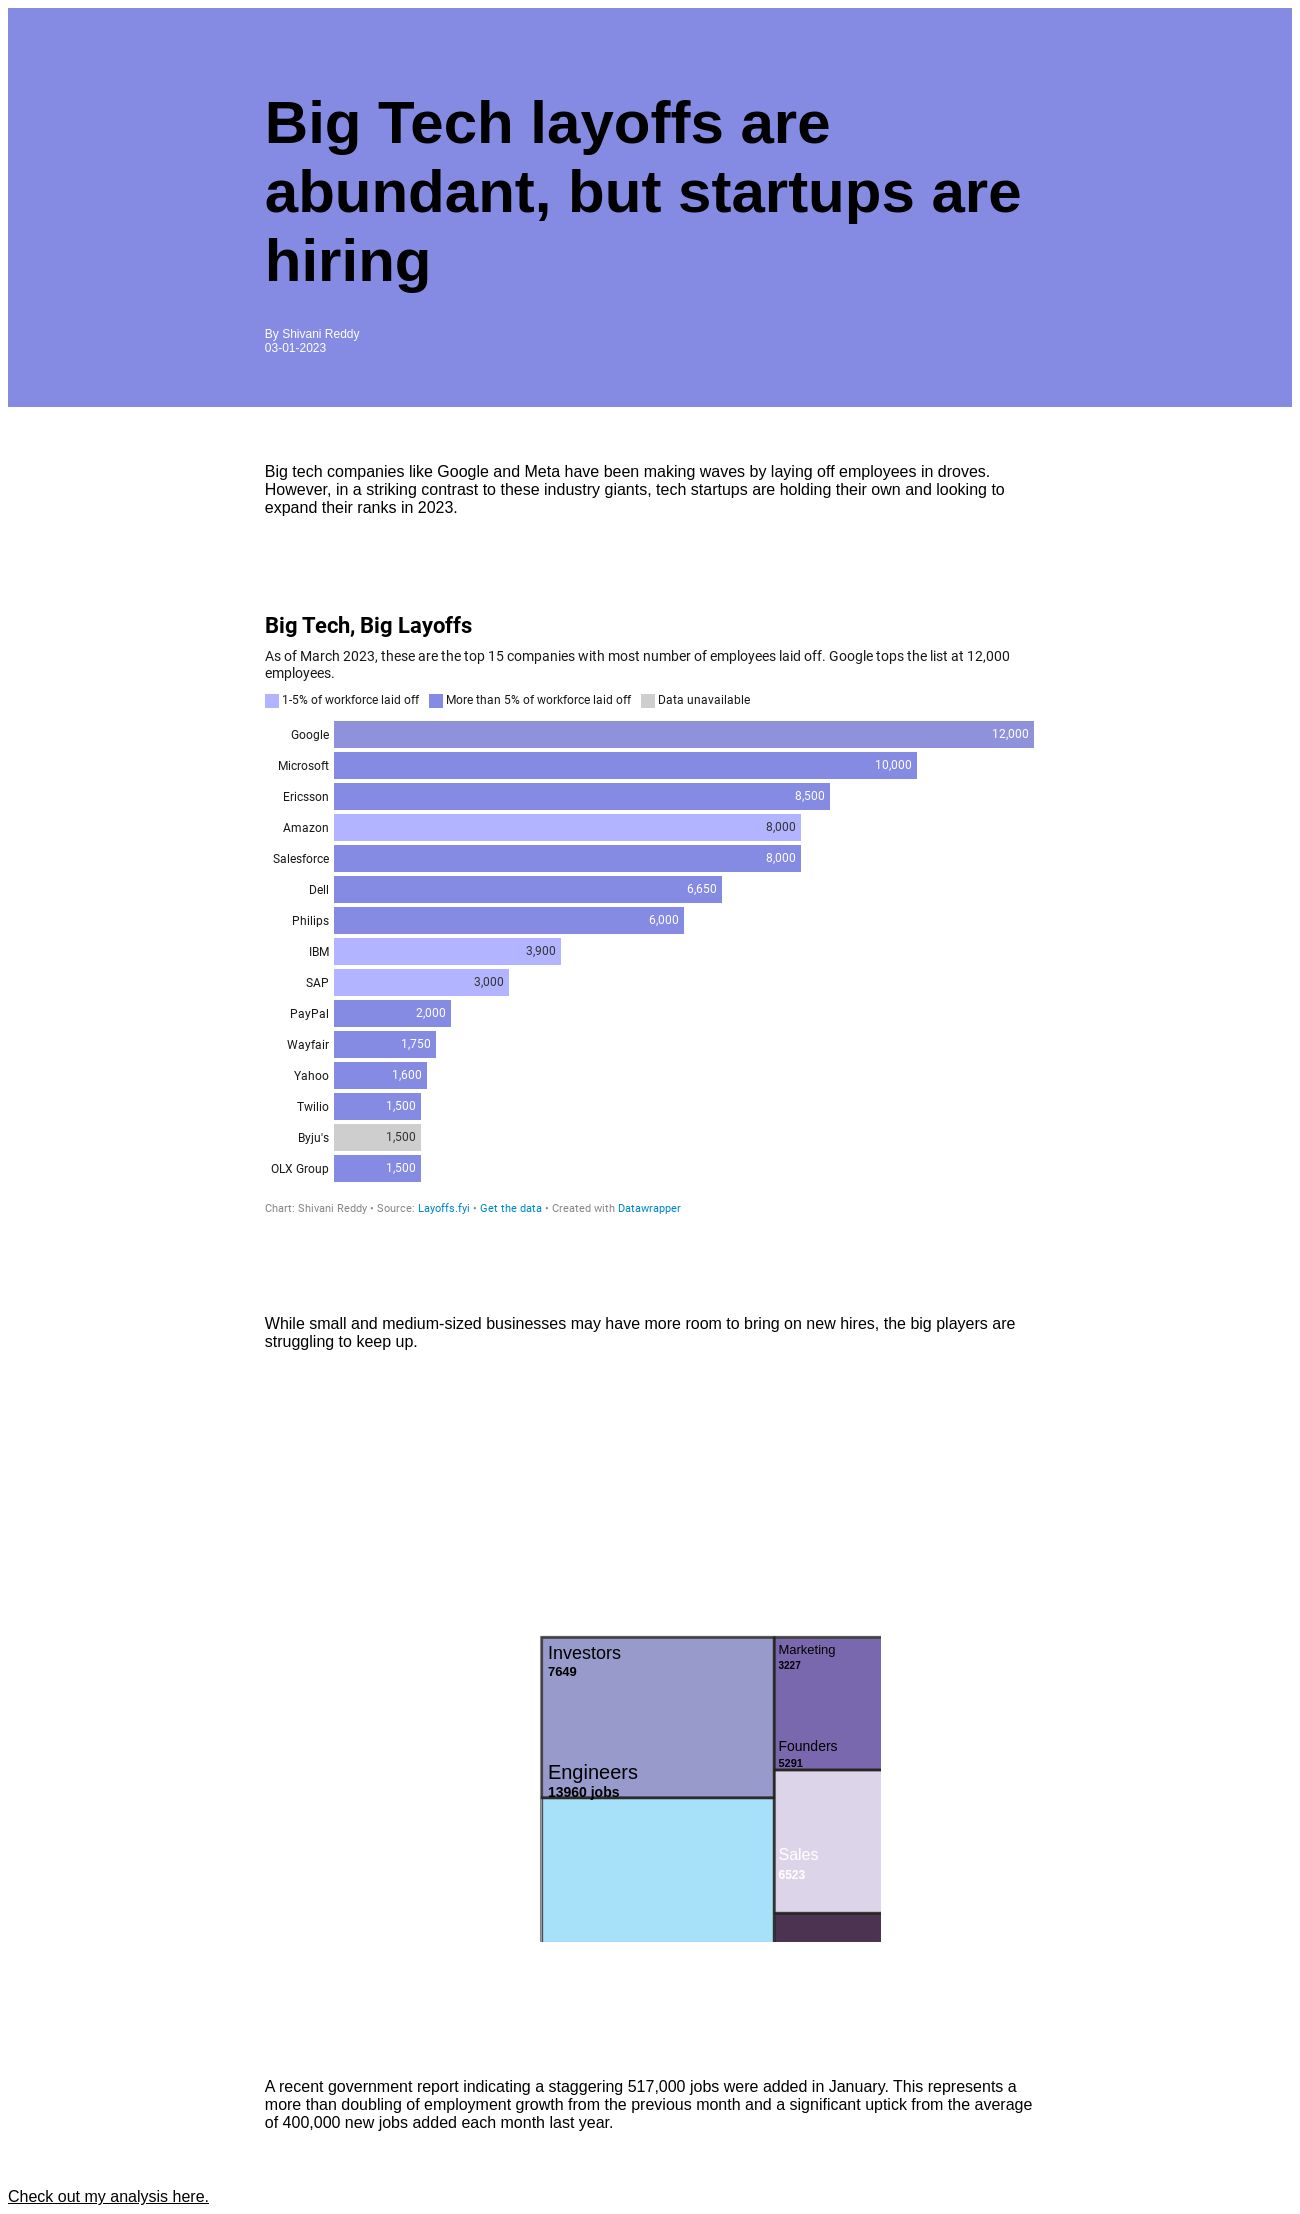 Big Tech layoffs are
abundant, but startups are
hiring
By Shivani Reddy
03-01-2023
Big tech companies like Google and Meta have been making waves by laying off employees in droves.
However, in a striking contrast to these industry giants, tech startups are holding their own and looking to
expand their ranks in 2023.
Big Tech, Big Layoffs
As of March 2023, these are the top 15 companies with most number of employees laid off. Google tops the list at 12,000
employees.
1-5% of workforce laid off More than 5% of workforce laid off Data unavailable
Google 12,000
Microsoft 10,000
Ericsson 8,500
Amazon 8,000
Salesforce 8,000
Dell 6,650
Philips 6,000
IBM 3,900
SAP 3,000
PayPal 2,000
Wayfair 1,750
Yahoo 1,600
Twilio 1,500
Byju's 1,500
OLX Group 1,500
Chart: Shivani Reddy • Source: Layoffs.fyi • Get the data • Created with Datawrapper
While small and medium-sized businesses may have more room to bring on new hires, the big players are
struggling to keep up.
Investors
7649
Engineers
13960 jobs
Marketing
3227
Founders
5291
Sales
6523
A recent government report indicating a staggering 517,000 jobs were added in January. This represents a
more than doubling of employment growth from the previous month and a significant uptick from the average
of 400,000 new jobs added each month last year.
Check out my analysis here.